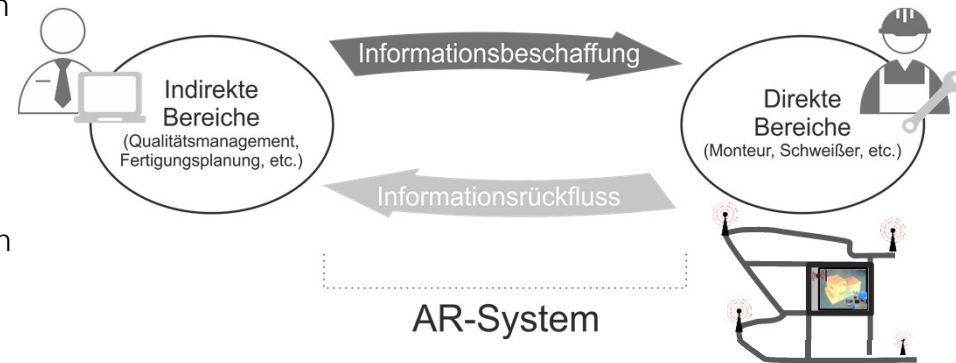 n
Informationsbeschaffung
Indirekte
Bereiche
(Qualitätsmanagement,
Fertigungsplanung, etc.)
Direkte
Bereiche
(Monteur, Schweißer, etc.)
Informationsrückfluss
n
AR-System